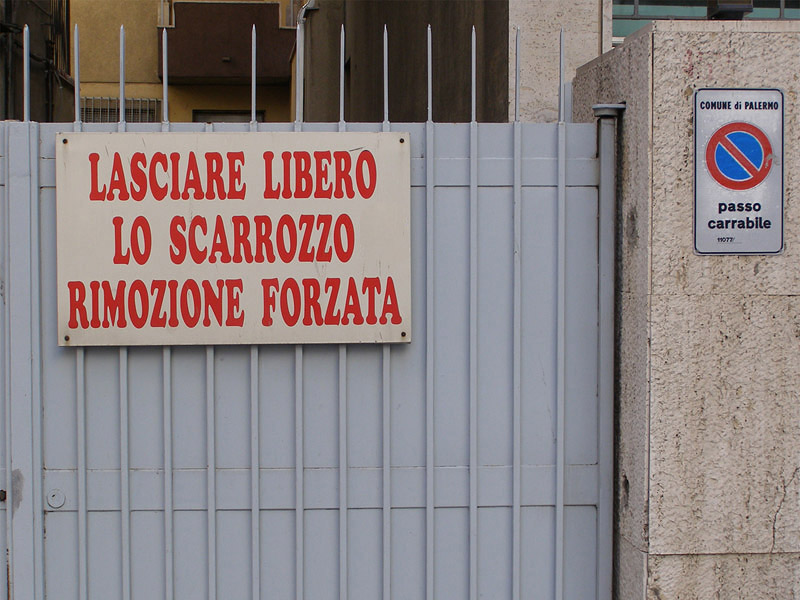 LASCIARE LIBERO
LO SCARROZZO
RIMOZIONE FORZATA
COMUNE di PALERMO
passo
carrabile